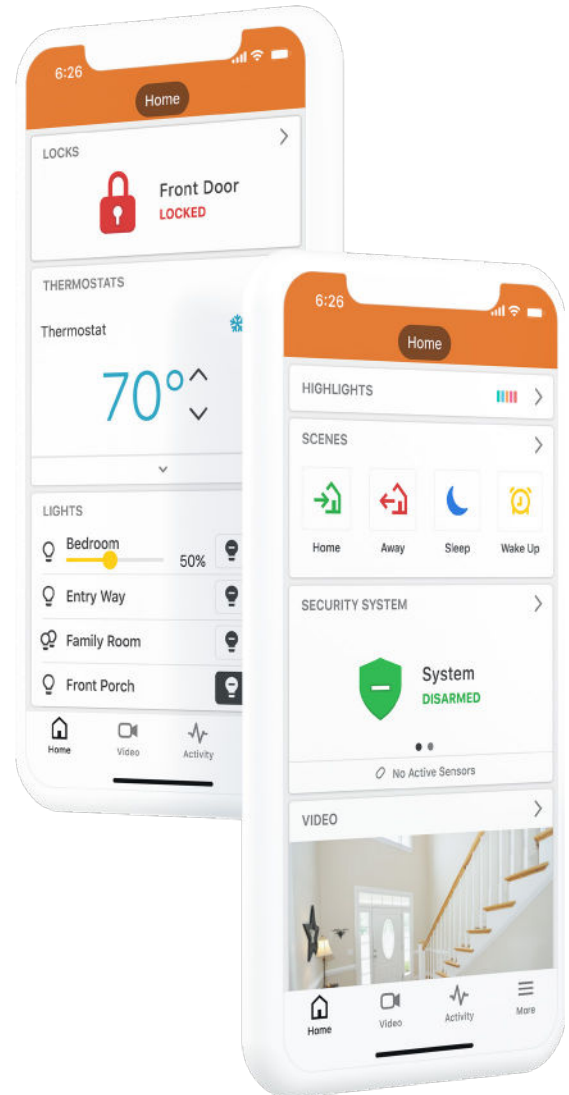 6:26
Home
LOCKS
Front Door
LOCKED
THERMOSTATS
Thermostat
70°
LIGHTS
Bedroom
50%
Entry Way
Family Room
Front Porch
Home Video Activity
6:26
Home
HIGHLIGHTS
SCENES
Home Away Sleep Wake Up
SECURITY SYSTEM
System
DISARMED
No Active Sensors
VIDEO
Home Video Activity More